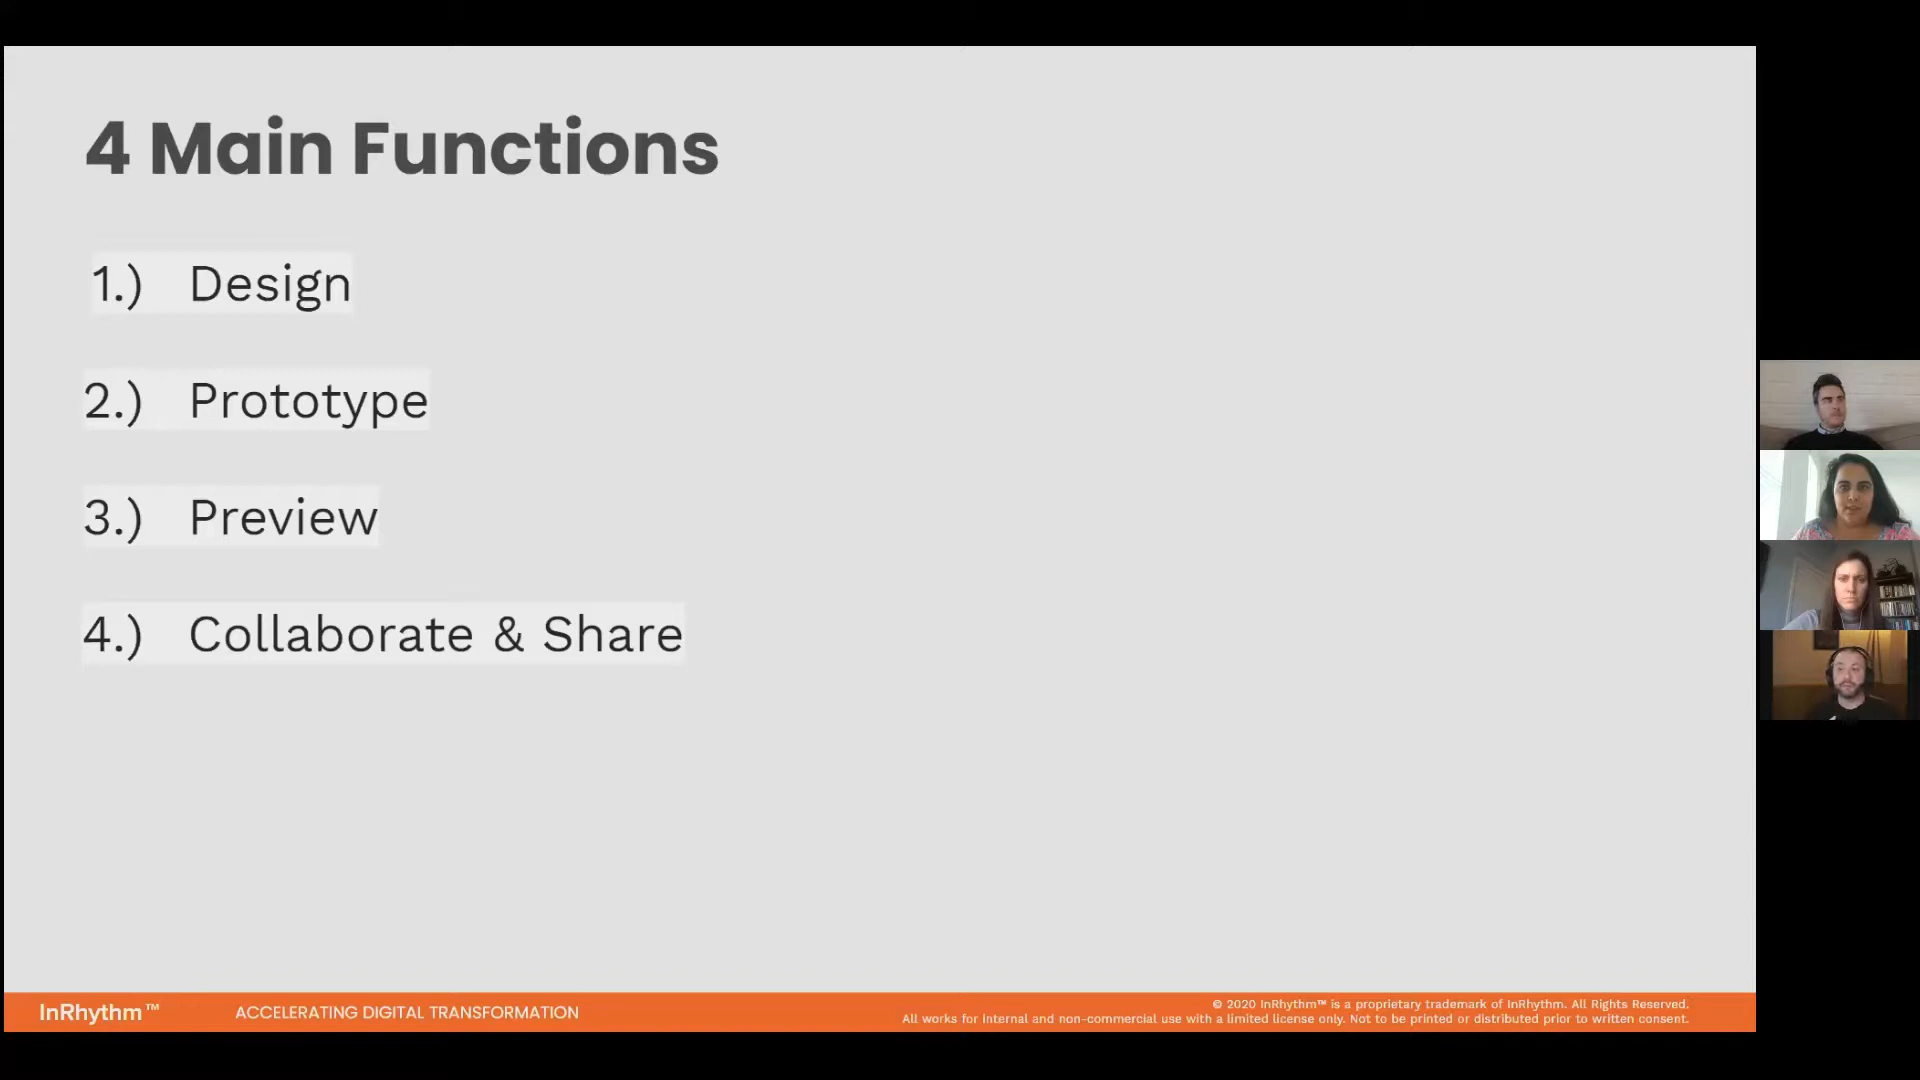 4 Main Functions
1.) Design
2.) Prototype
3.) Preview
4.) Collaborate & Share
InRhythm™
ACCELERATING DIGITAL TRANSFORMATION
© 2020 InRhythm™ is a proprietary trademark of InRhythm. All Rights Reserved.
All works for internal and non-commercial use with a limited license only. Not to be printed or distributed prior to written consent.